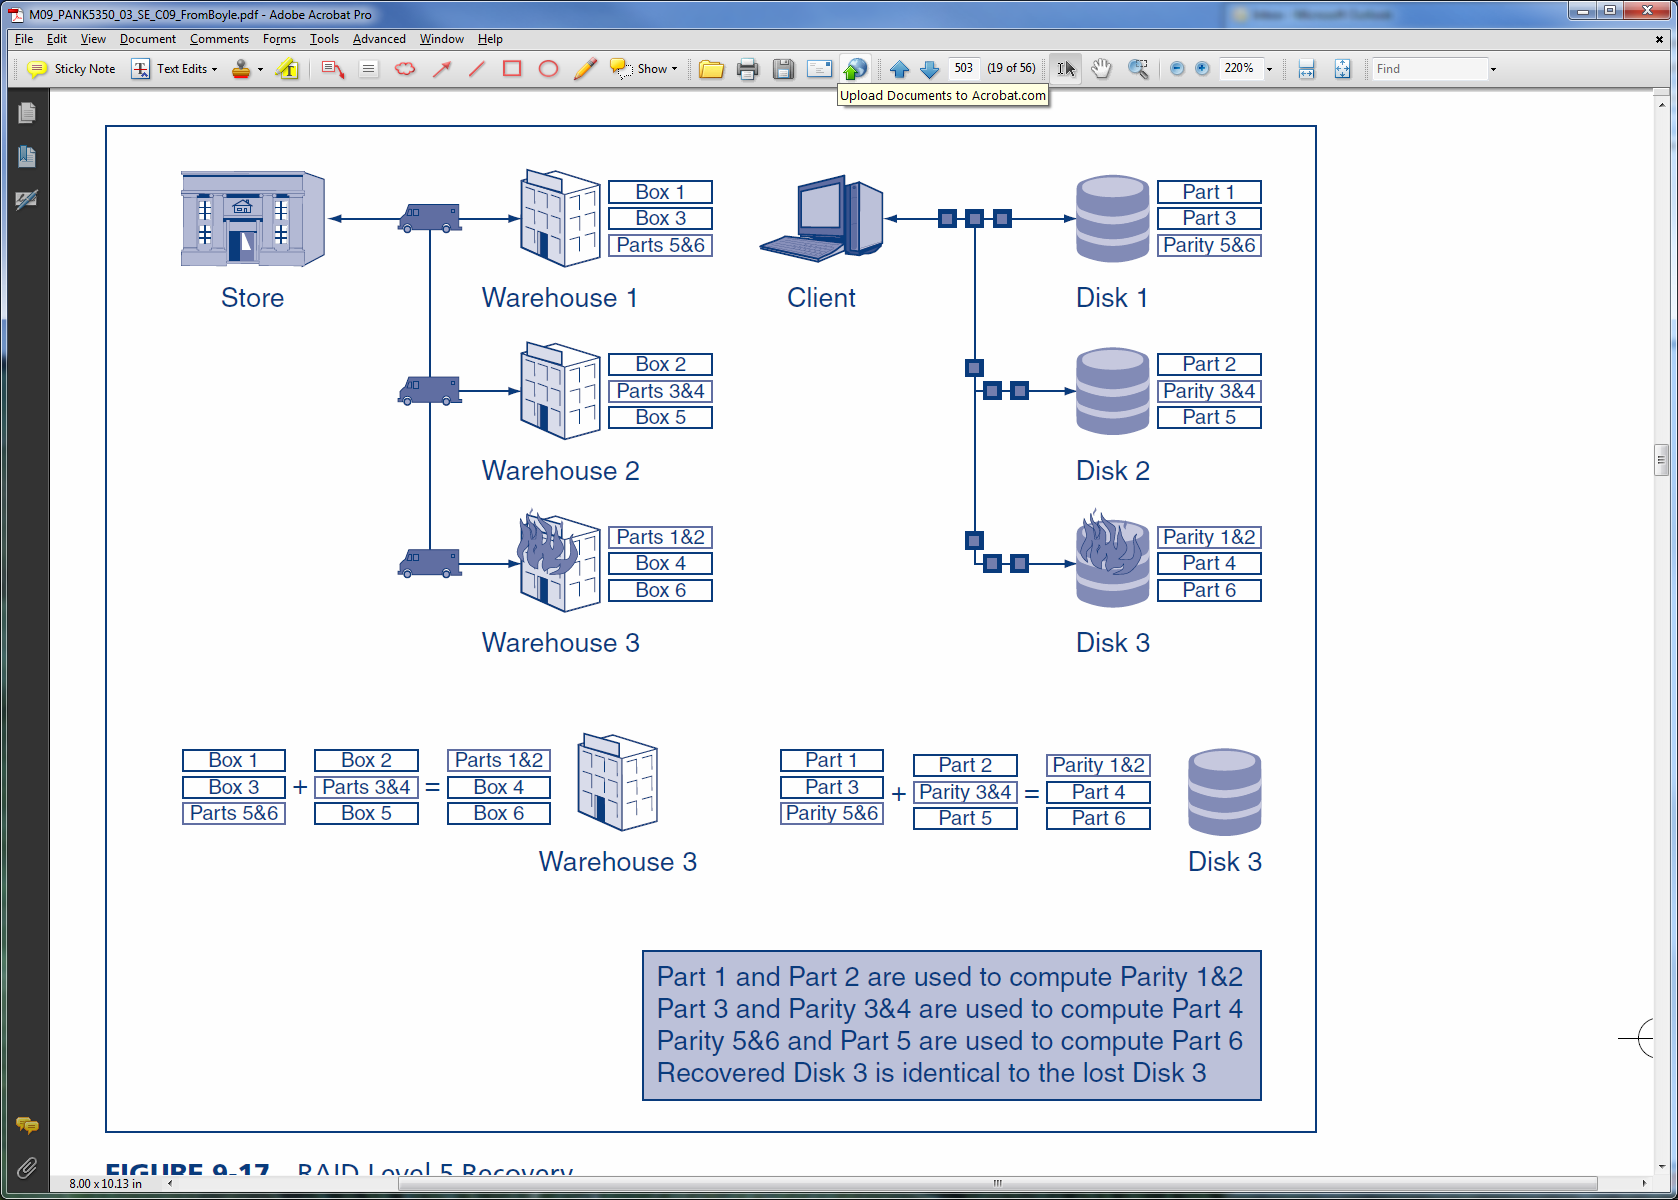 M09_PANK5350_03_SE_C09_FromBoyle.pdf - Adobe Acrobat Pro
File Edit View Document Comments Forms Tools Advanced Window Help
Sticky Note Text Edits Show 503 (19 of 56) 220% Find
Upload Documents to Acrobat.com
Store
Warehouse 1
Box 1
Box 3
Parts 5&6
Warehouse 2
Box 2
Parts 3&4
Box 5
Warehouse 3
Parts 1&2
Box 4
Box 6
Client
Disk 1
Part 1
Part 3
Parity 5&6
Disk 2
Part 2
Parity 3&4
Part 5
Disk 3
Parity 1&2
Part 4
Part 6
Box 1 Box 2 Parts 1&2
Box 3 + Parts 3&4 = Box 4
Parts 5&6 Box 5 Box 6
Warehouse 3
Part 1 Part 2 Parity 1&2
Part 3 + Parity 3&4 = Part 4
Parity 5&6 Part 5 Part 6
Disk 3
Part 1 and Part 2 are used to compute Parity 1&2
Part 3 and Parity 3&4 are used to compute Part 4
Parity 5&6 and Part 5 are used to compute Part 6
Recovered Disk 3 is identical to the lost Disk 3
FIGURE 9-17 RAID Level 5 Recovery
8.00 x 10.13 in